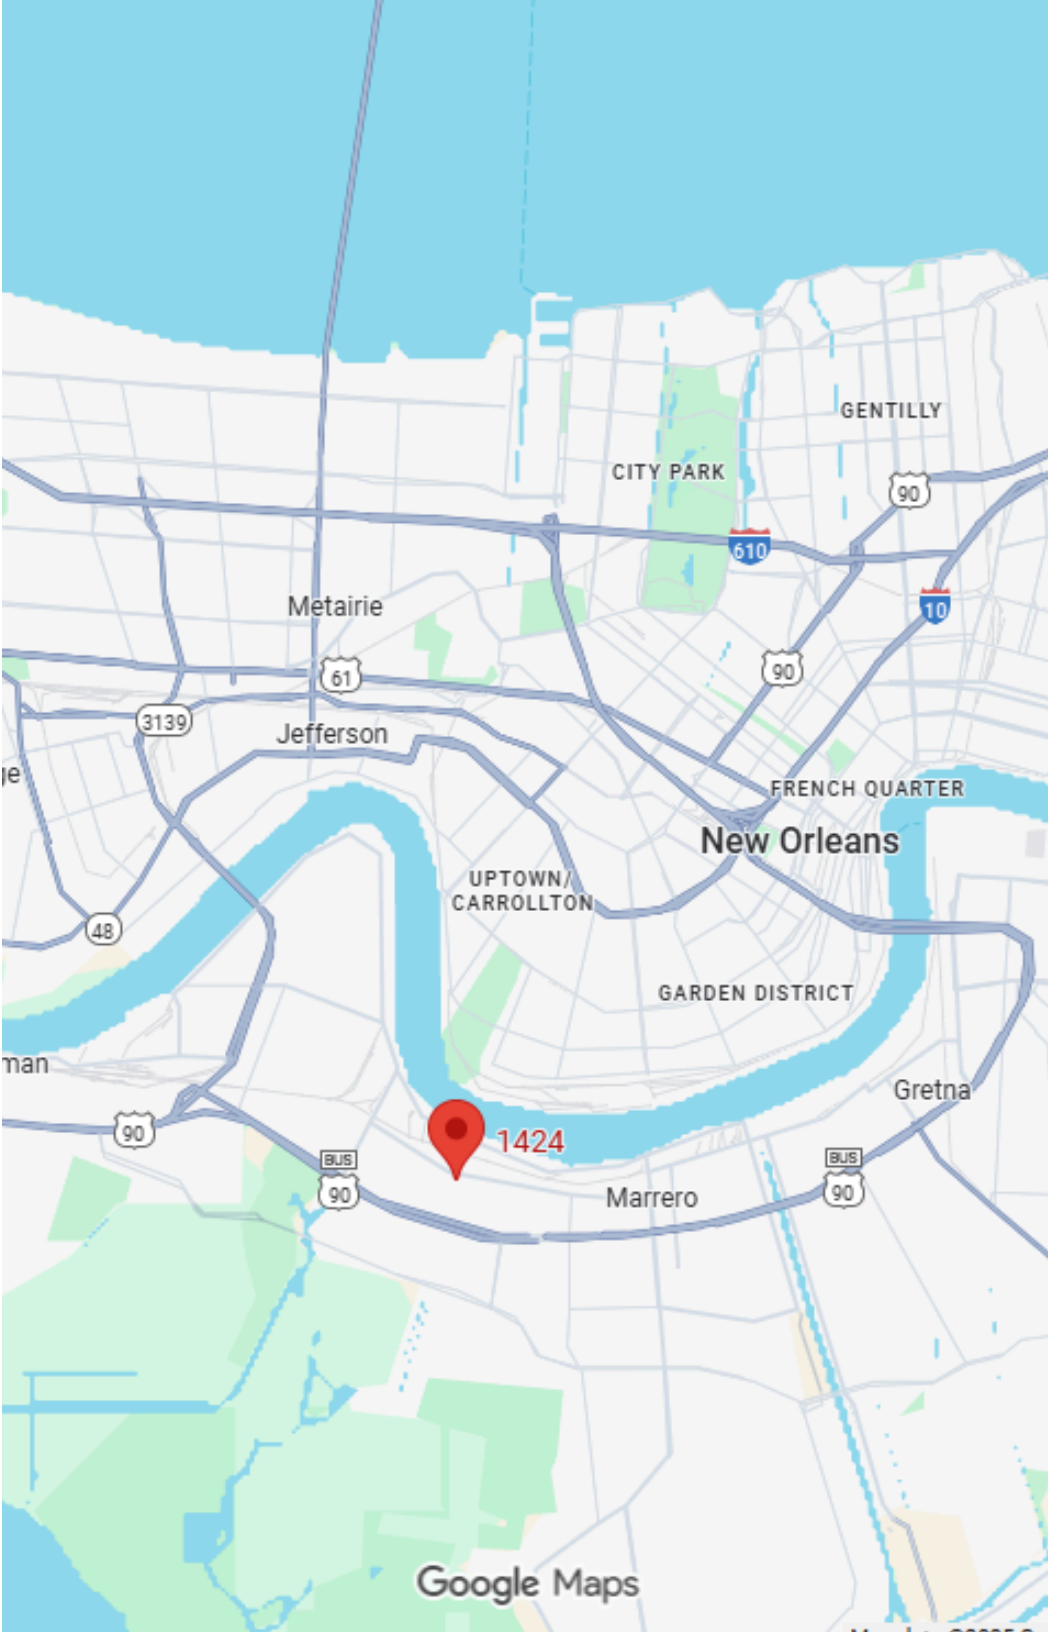 GENTILLY
CITY PARK
90
610
10
Metairie
90
61
3139
Jefferson
ge
FRENCH QUARTER
New Orleans
UPTOWN/
CARROLLTON
48
GARDEN DISTRICT
man
Gretna
90
1424
BUS
90
BUS
90
Marrero
Google Maps